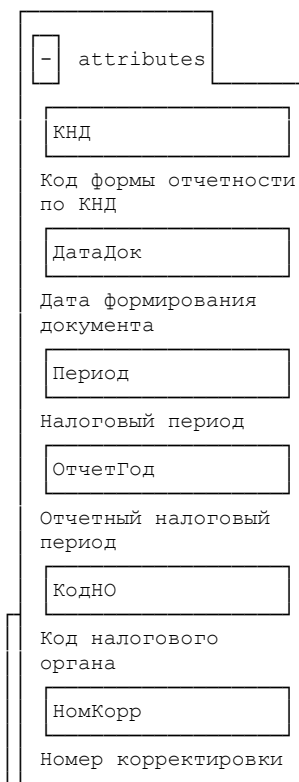 - attributes
КНД
Код формы отчетности
по КНД
ДатаДок
Дата формирования
документа
Период
Налоговый период
ОтчетГод
Отчетный налоговый
период
КодНО
Код налогового
органа
НомКорр
Номер корректировки